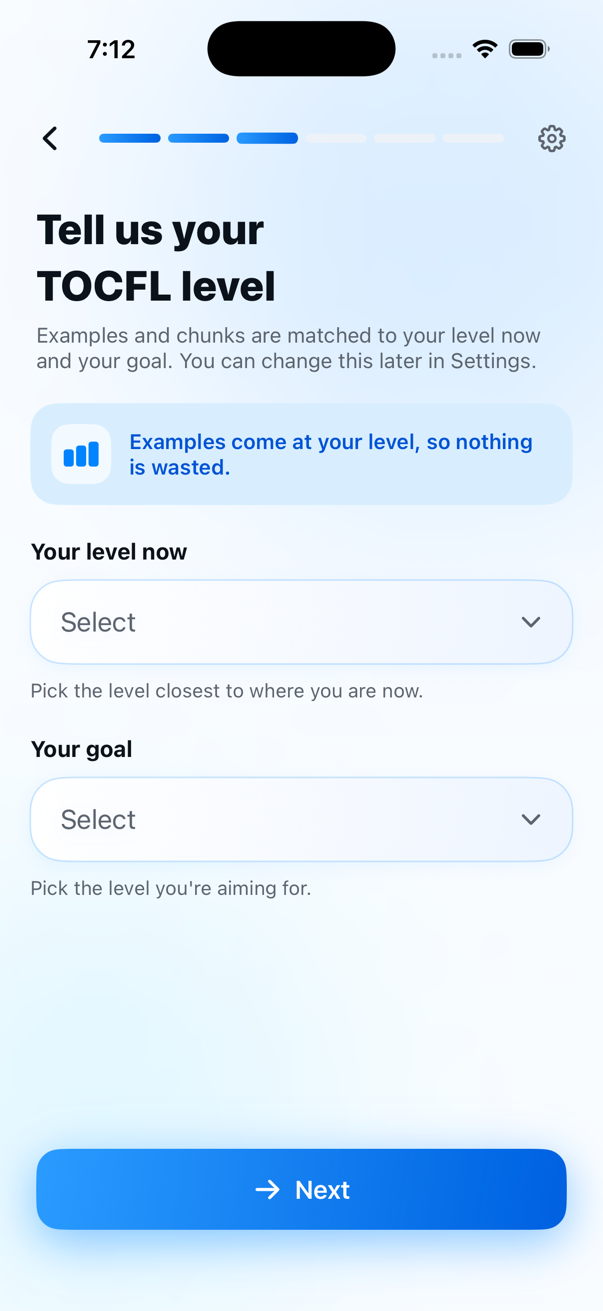 7:12
Tell us your
TOCFL level
Examples and chunks are matched to your level now
and your goal. You can change this later in Settings.
Examples come at your level, so nothing
is wasted.
Your level now
Select
Pick the level closest to where you are now.
Your goal
Select
Pick the level you're aiming for.
Next